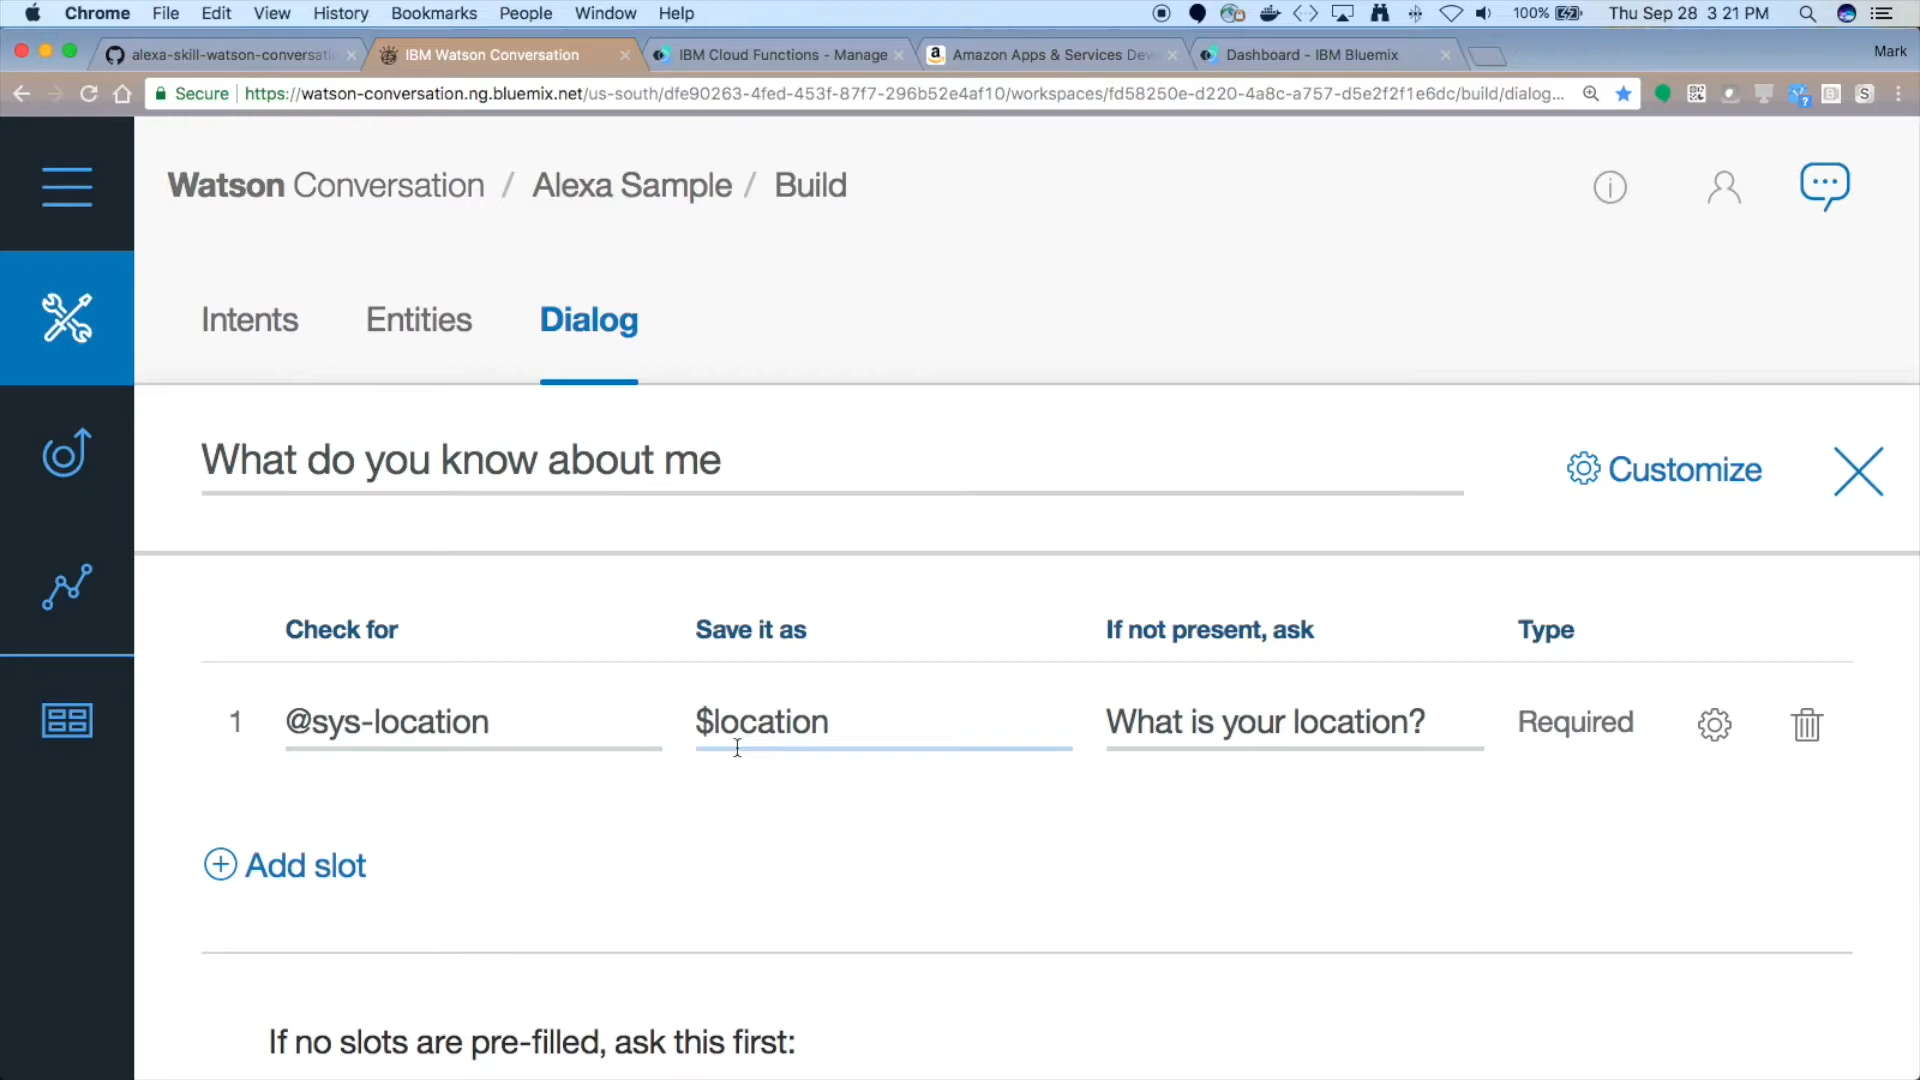 Chrome File Edit View History Bookmarks People Window Help 100% Thu Sep 28 3 21 PM
alexa-skill-watson-conversati IBM Watson Conversation IBM Cloud Functions - Manage Amazon Apps & Services Dev Dashboard - IBM Bluemix Mark
Secure https://watson-conversation.ng.bluemix.net/us-south/dfe90263-4fed-453f-87f7-296b52e4af10/workspaces/fd58250e-d220-4a8c-a757-d5e2f2f1e6dc/build/dialog...
Watson Conversation / Alexa Sample / Build
Intents Entities Dialog
What do you know about me Customize
Check for Save it as If not present, ask Type
1 @sys-location $location What is your location? Required
Add slot
If no slots are pre-filled, ask this first: